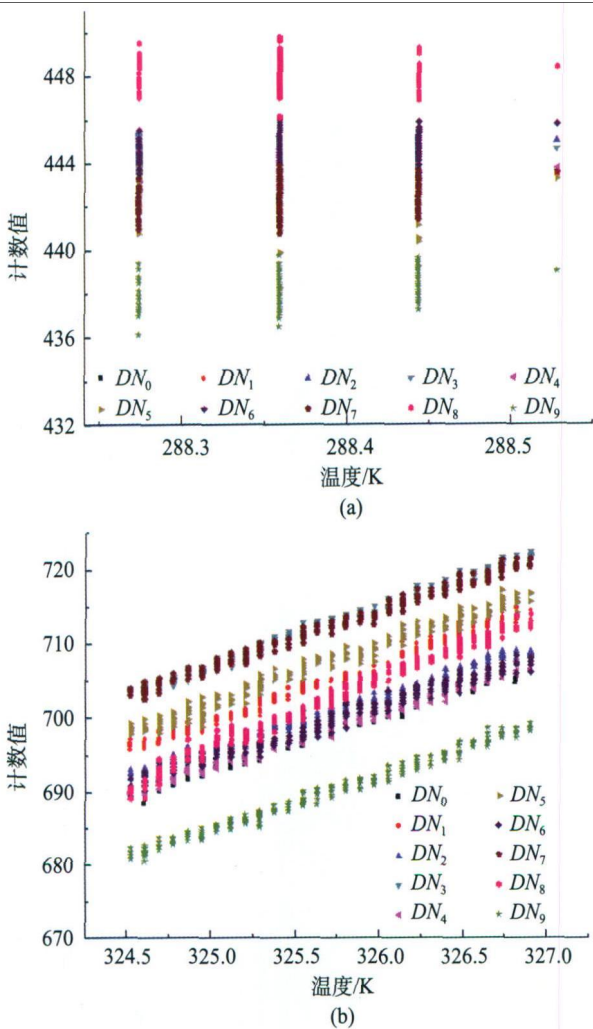 448
444
440
436
432
计数值
DN₀ DN₁ DN₂ DN₃ DN₄
DN₅ DN₆ DN₇ DN₈ DN₉
288.3 288.4 288.5
温度/K
(a)
720
710
700
690
680
670
计数值
DN₀ DN₅
DN₁ DN₆
DN₂ DN₇
DN₃ DN₈
DN₄ DN₉
324.5 325.0 325.5 326.0 326.5 327.0
温度/K
(b)